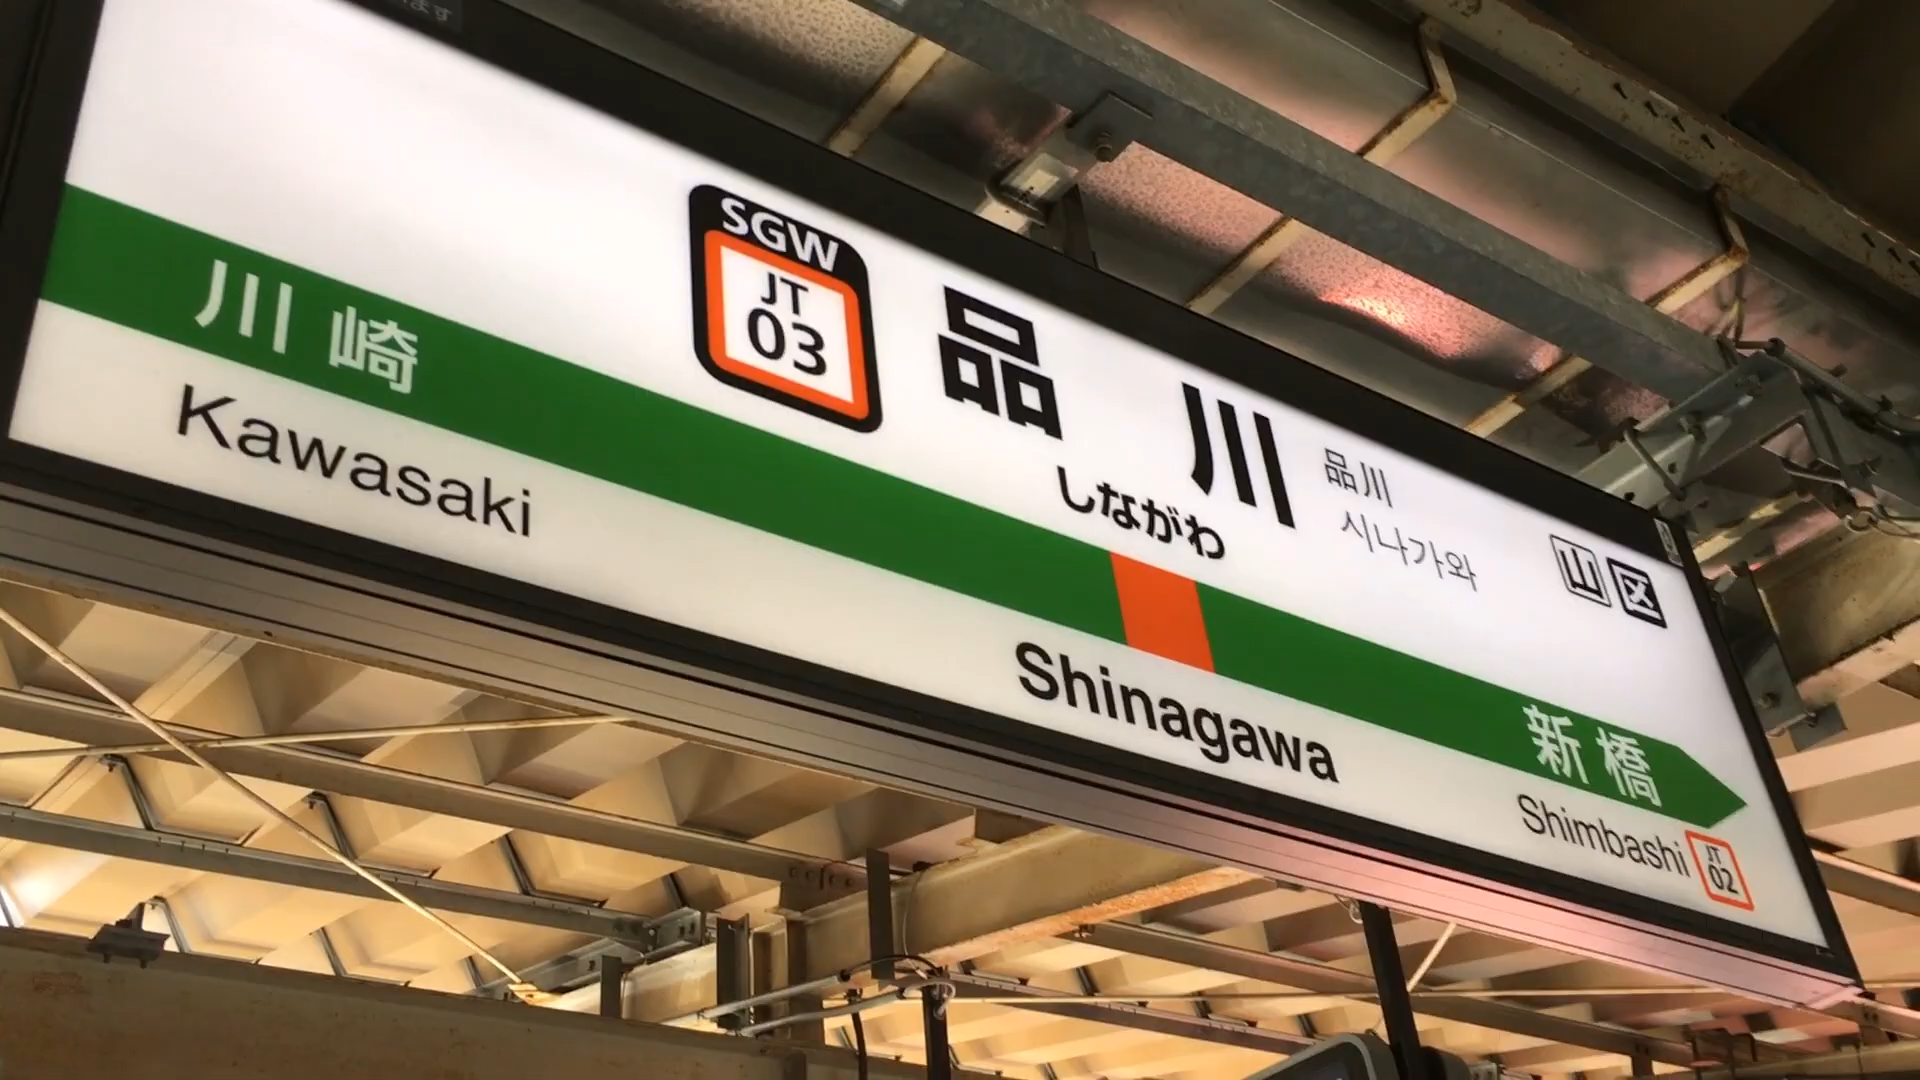 SGW
JT
03
品川
しながわ
品川
시나가와
山 区
川崎
Kawasaki
Shinagawa
新橋
Shimbashi
JT
02